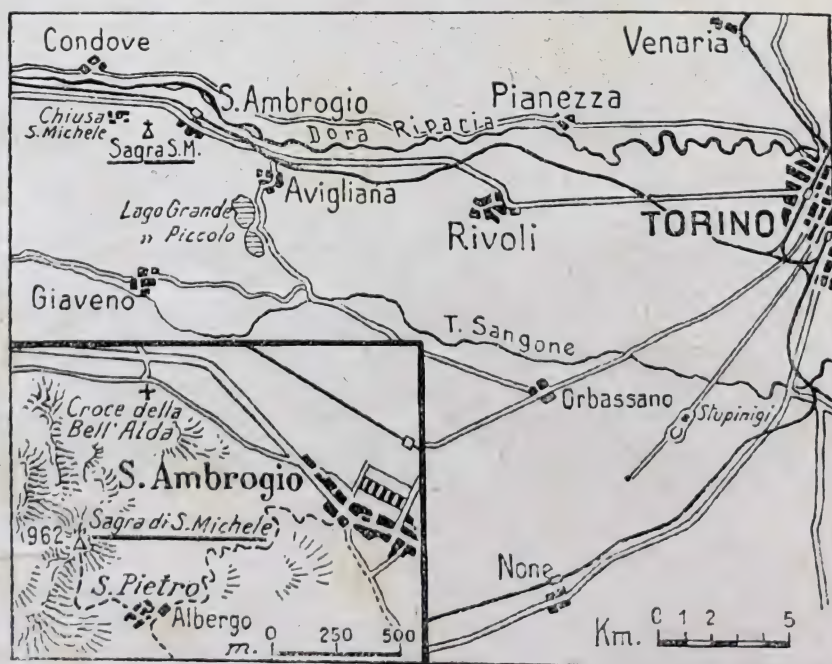 Condove
Venaria
Chiusa
S. Michele
Sagra S.M.
S. Ambrogio
Pianezza
Dora Riparia
Avigliana
Lago Grande
„ Piccolo
Rivoli
TORINO
Giaveno
T. Sangone
Orbassano
Stupinigi
None
Km. 0 1 2 5
Croce della
Bell'Alda
S. Ambrogio
Sagra di S. Michele
962
S. Pietro
Albergo
m. 0 250 500